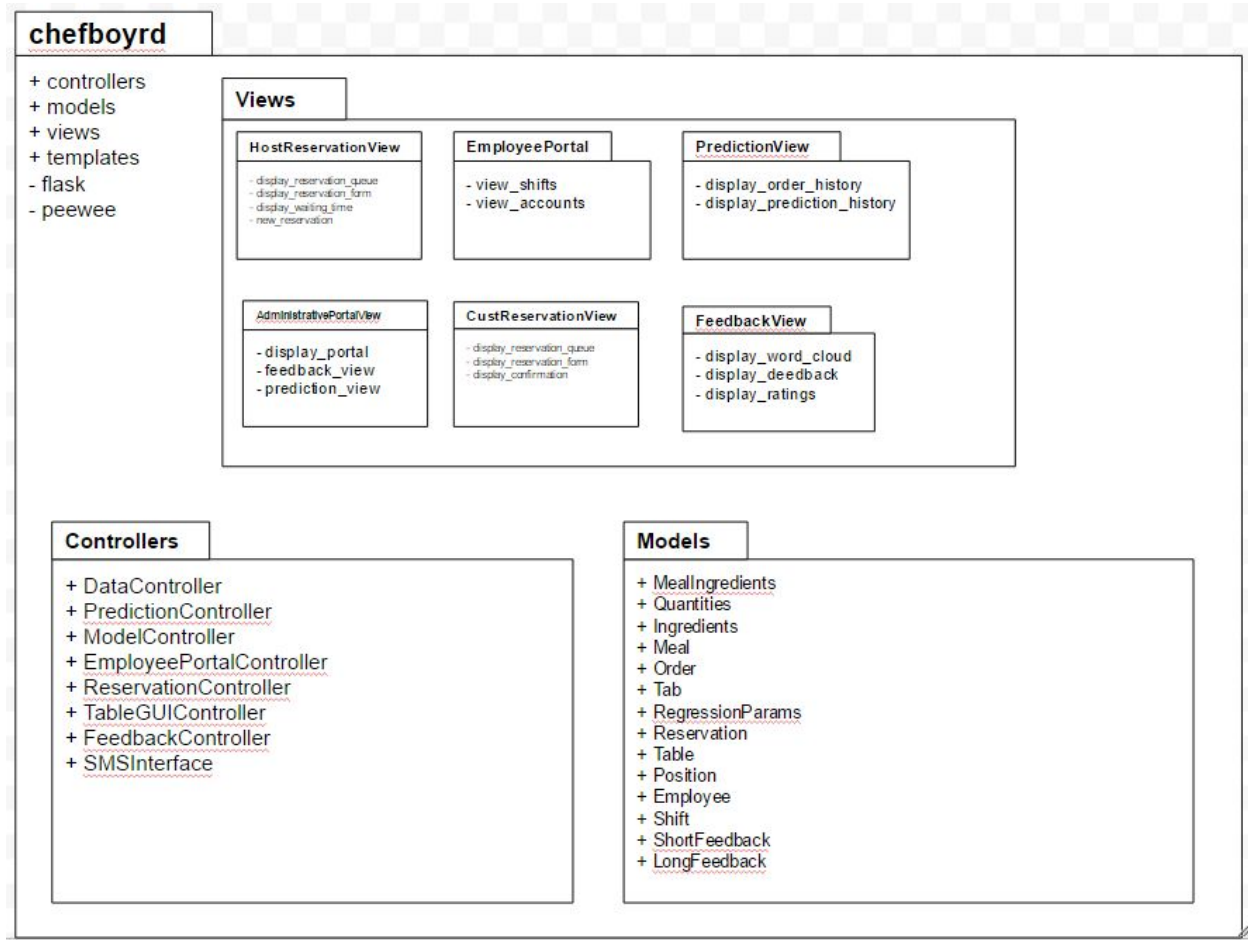 chefboyrd
+ controllers
+ models
+ views
+ templates
- flask
- peewee
Views
HostReservationView
- display_reservation_queue
- display_reservation_form
- display_waiting_time
- new_reservation
EmployeePortal
- view_shifts
- view_accounts
PredictionView
- display_order_history
- display_prediction_history
AdministrativePortalView
- display_portal
- feedback_view
- prediction_view
CustReservationView
- display_reservation_queue
- display_reservation_form
- display_confirmation
FeedbackView
- display_word_cloud
- display_deedback
- display_ratings
Controllers
+ DataController
+ PredictionController
+ ModelController
+ EmployeePortalController
+ ReservationController
+ TableGUIController
+ FeedbackController
+ SMSInterface
Models
+ MealIngredients
+ Quantities
+ Ingredients
+ Meal
+ Order
+ Tab
+ RegressionParams
+ Reservation
+ Table
+ Position
+ Employee
+ Shift
+ ShortFeedback
+ LongFeedback